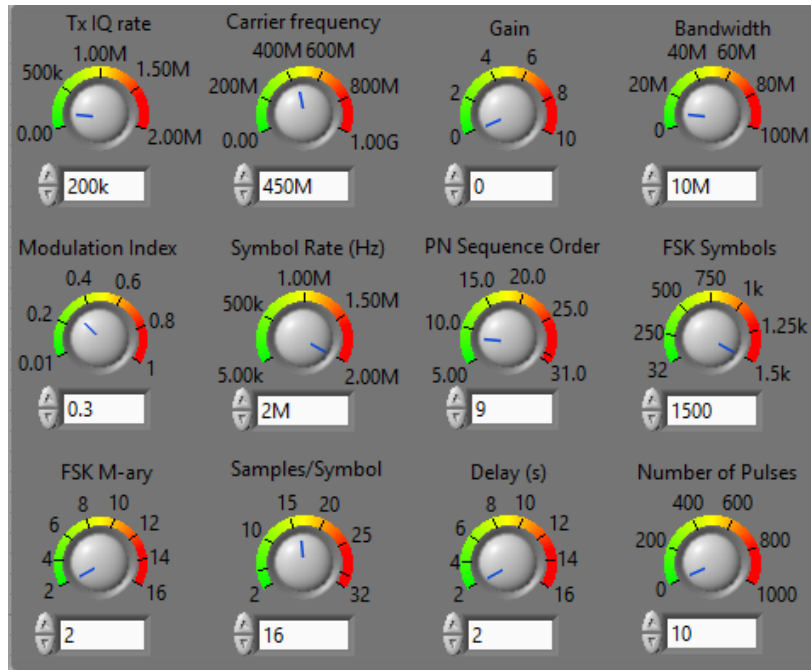 Tx IQ rate
0.00 500k 1.00M 1.50M 2.00M
200k
Carrier frequency
0.00 200M 400M 600M 800M 1.00G
450M
Gain
0 2 4 6 8 10
0
Bandwidth
0 20M 40M 60M 80M 100M
10M
Modulation Index
0.01 0.2 0.4 0.6 0.8 1
0.3
Symbol Rate (Hz)
5.00k 500k 1.00M 1.50M 2.00M
2M
PN Sequence Order
5.00 10.0 15.0 20.0 25.0 31.0
9
FSK Symbols
32 250 500 750 1k 1.25k 1.5k
1500
FSK M-ary
2 4 6 8 10 12 14 16
2
Samples/Symbol
2 10 15 20 25 32
16
Delay (s)
2 4 6 8 10 12 14 16
2
Number of Pulses
0 200 400 600 800 1000
10